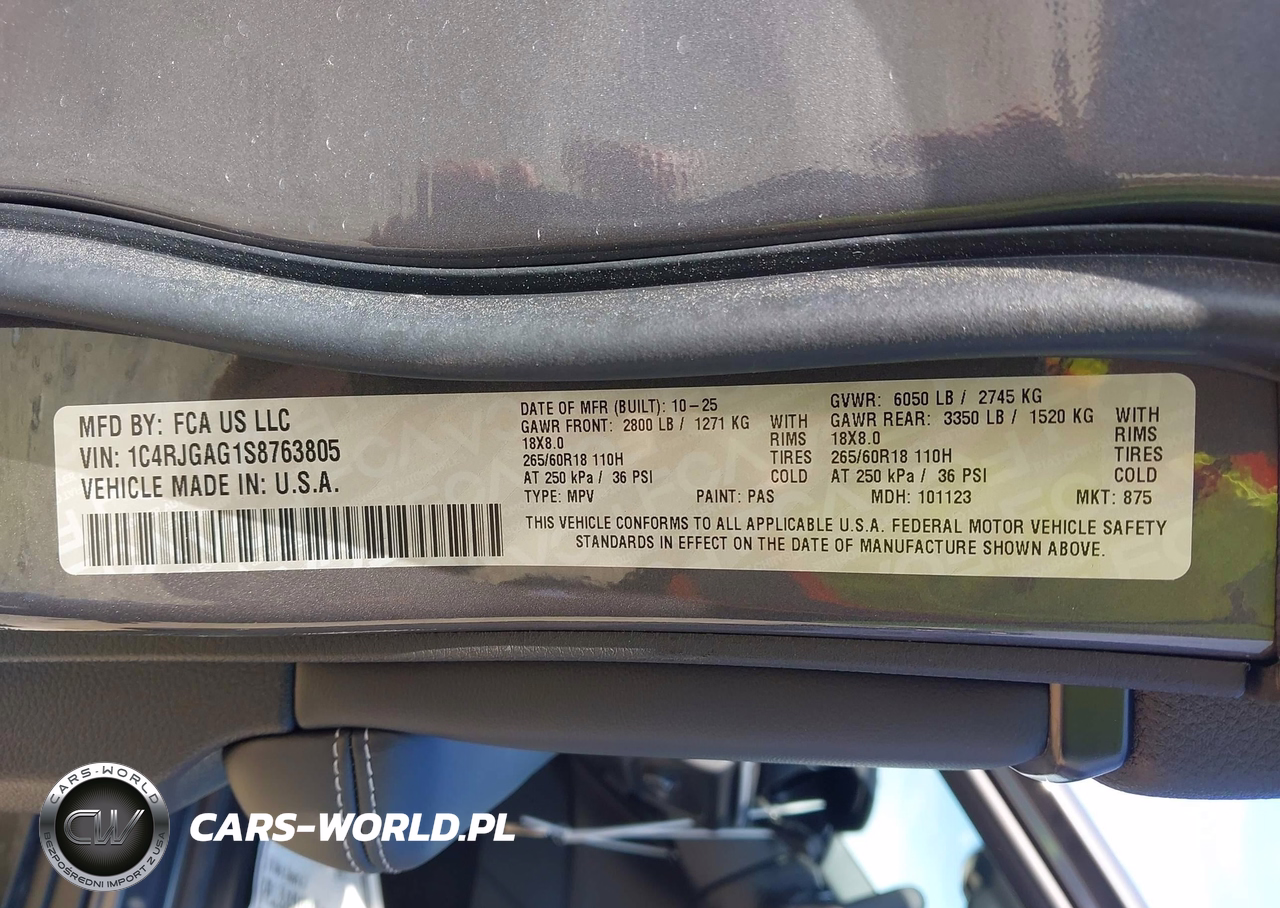 MFD BY: FCA US LLC
VIN: 1C4RJGAG1S8763805
VEHICLE MADE IN: U.S.A.
DATE OF MFR (BUILT): 10-25
GAWR FRONT: 2800 LB / 1271 KG WITH
18X8.0 RIMS
265/60R18 110H TIRES
AT 250 kPa / 36 PSI COLD
GVWR: 6050 LB / 2745 KG
GAWR REAR: 3350 LB / 1520 KG WITH
18X8.0 RIMS
265/60R18 110H TIRES
AT 250 kPa / 36 PSI COLD
TYPE: MPV PAINT: PAS MDH: 101123 MKT: 875
THIS VEHICLE CONFORMS TO ALL APPLICABLE U.S.A. FEDERAL MOTOR VEHICLE SAFETY
STANDARDS IN EFFECT ON THE DATE OF MANUFACTURE SHOWN ABOVE.
CARS-WORLD
CW
BEZPOŚREDNI IMPORT Z USA
CARS-WORLD.PL